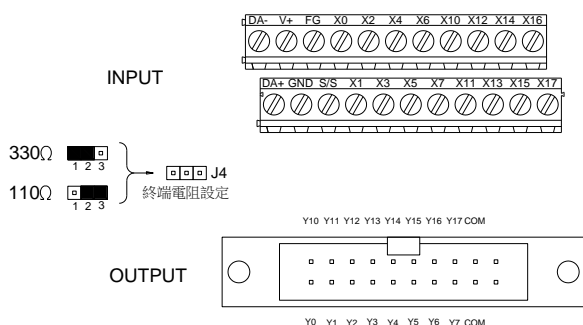 DA- V+ FG X0 X2 X4 X6 X10 X12 X14 X16
INPUT
DA+ GND S/S X1 X3 X5 X7 X11 X13 X15 X17
330Ω
1 2 3
J4
110Ω
1 2 3
終端電阻設定
Y10 Y11 Y12 Y13 Y14 Y15 Y16 Y17 COM
OUTPUT
Y0 Y1 Y2 Y3 Y4 Y5 Y6 Y7 COM